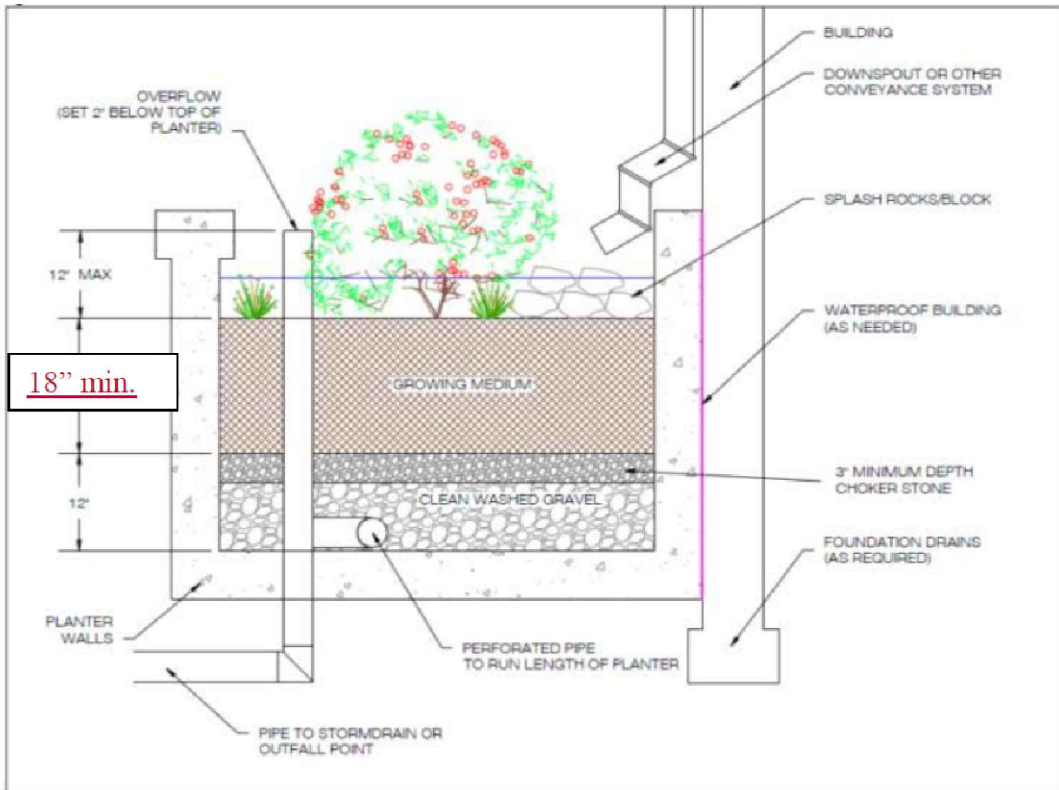 BUILDING
DOWNSPOUT OR OTHER
CONVEYANCE SYSTEM
OVERFLOW
(SET 2" BELOW TOP OF
PLANTER)
SPLASH ROCKS/BLOCK
12" MAX
WATERPROOF BUILDING
(AS NEEDED)
18” min.
GROWING MEDIUM
3" MINIMUM DEPTH
CHOKER STONE
CLEAN WASHED GRAVEL
12"
FOUNDATION DRAINS
(AS REQUIRED)
PLANTER
WALLS
PERFORATED PIPE
TO RUN LENGTH OF PLANTER
PIPE TO STORMDRAIN OR
OUTFALL POINT